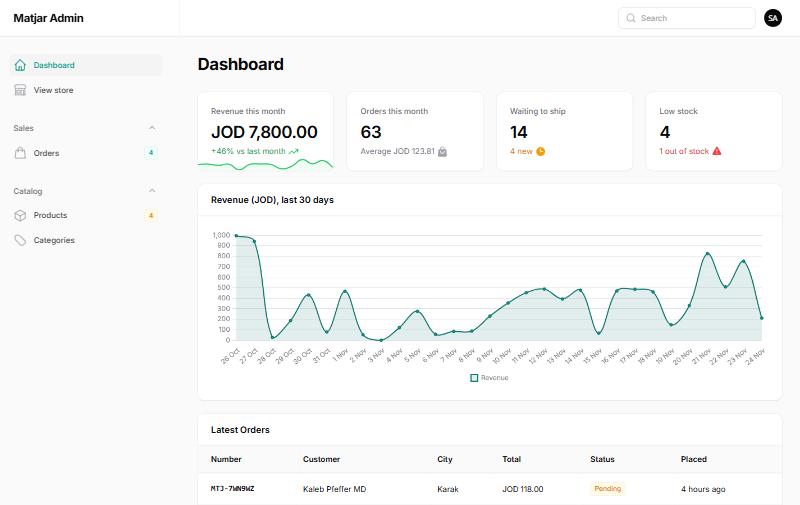 Matjar Admin
Search
SA
Dashboard
View store
Sales
Orders 4
Catalog
Products 4
Categories
Dashboard
Revenue this month
JOD 7,800.00
+46% vs last month
Orders this month
63
Average JOD 123.81
Waiting to ship
14
4 new
Low stock
4
1 out of stock
Revenue (JOD), last 30 days
1,000
900
800
700
600
500
400
300
200
100
0
26 Oct 27 Oct 28 Oct 29 Oct 30 Oct 31 Oct 1 Nov 2 Nov 3 Nov 4 Nov 5 Nov 6 Nov 7 Nov 8 Nov 9 Nov 10 Nov 11 Nov 12 Nov 13 Nov 14 Nov 15 Nov 16 Nov 17 Nov 18 Nov 19 Nov 20 Nov 21 Nov 22 Nov 23 Nov 24 Nov
Revenue
Latest Orders
Number Customer City Total Status Placed
MTJ-7WN9WZ Kaleb Pfeffer MD Karak JOD 118.00 Pending 4 hours ago